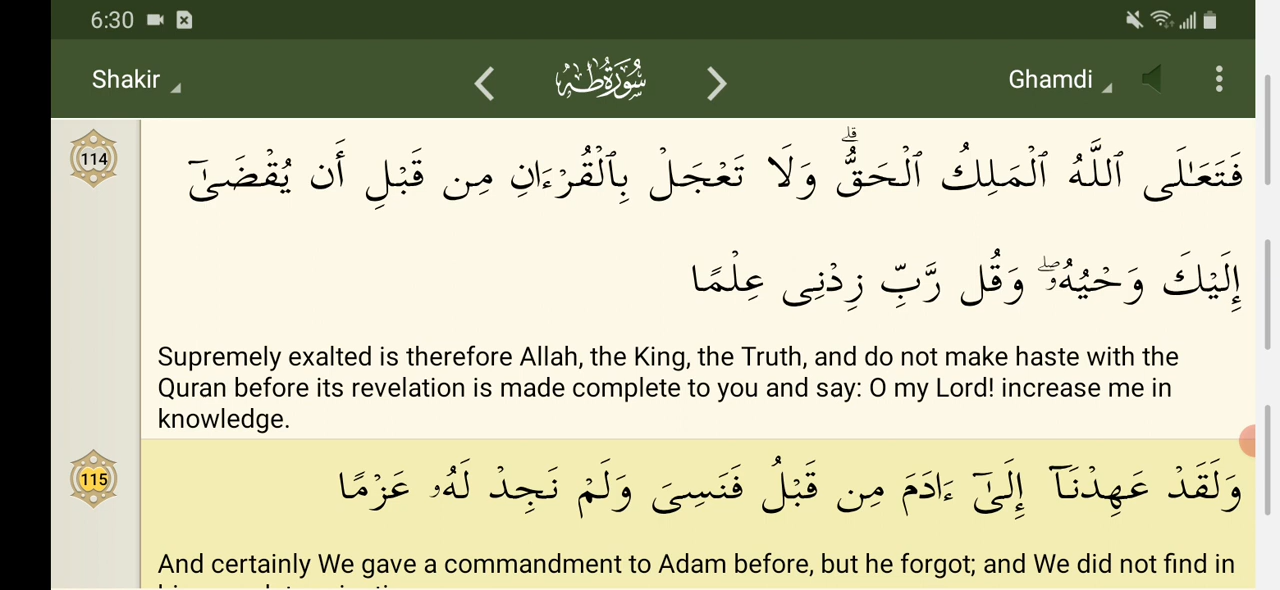 6:30
Shakir
سُورَةُ طه
Ghamdi
114
فَتَعَـٰلَى ٱللَّهُ ٱلْمَلِكُ ٱلْحَقُّ ۗ وَلَا تَعْجَلْ بِٱلْقُرْءَانِ مِن قَبْلِ أَن يُقْضَىٰٓ
إِلَيْكَ وَحْيُهُۥ ۖ وَقُل رَّبِّ زِدْنِى عِلْمًا
Supremely exalted is therefore Allah, the King, the Truth, and do not make haste with the
Quran before its revelation is made complete to you and say: O my Lord! increase me in
knowledge.
115
وَلَقَدْ عَهِدْنَآ إِلَىٰٓ ءَادَمَ مِن قَبْلُ فَنَسِىَ وَلَمْ نَجِدْ لَهُۥ عَزْمًا
And certainly We gave a commandment to Adam before, but he forgot; and We did not find in